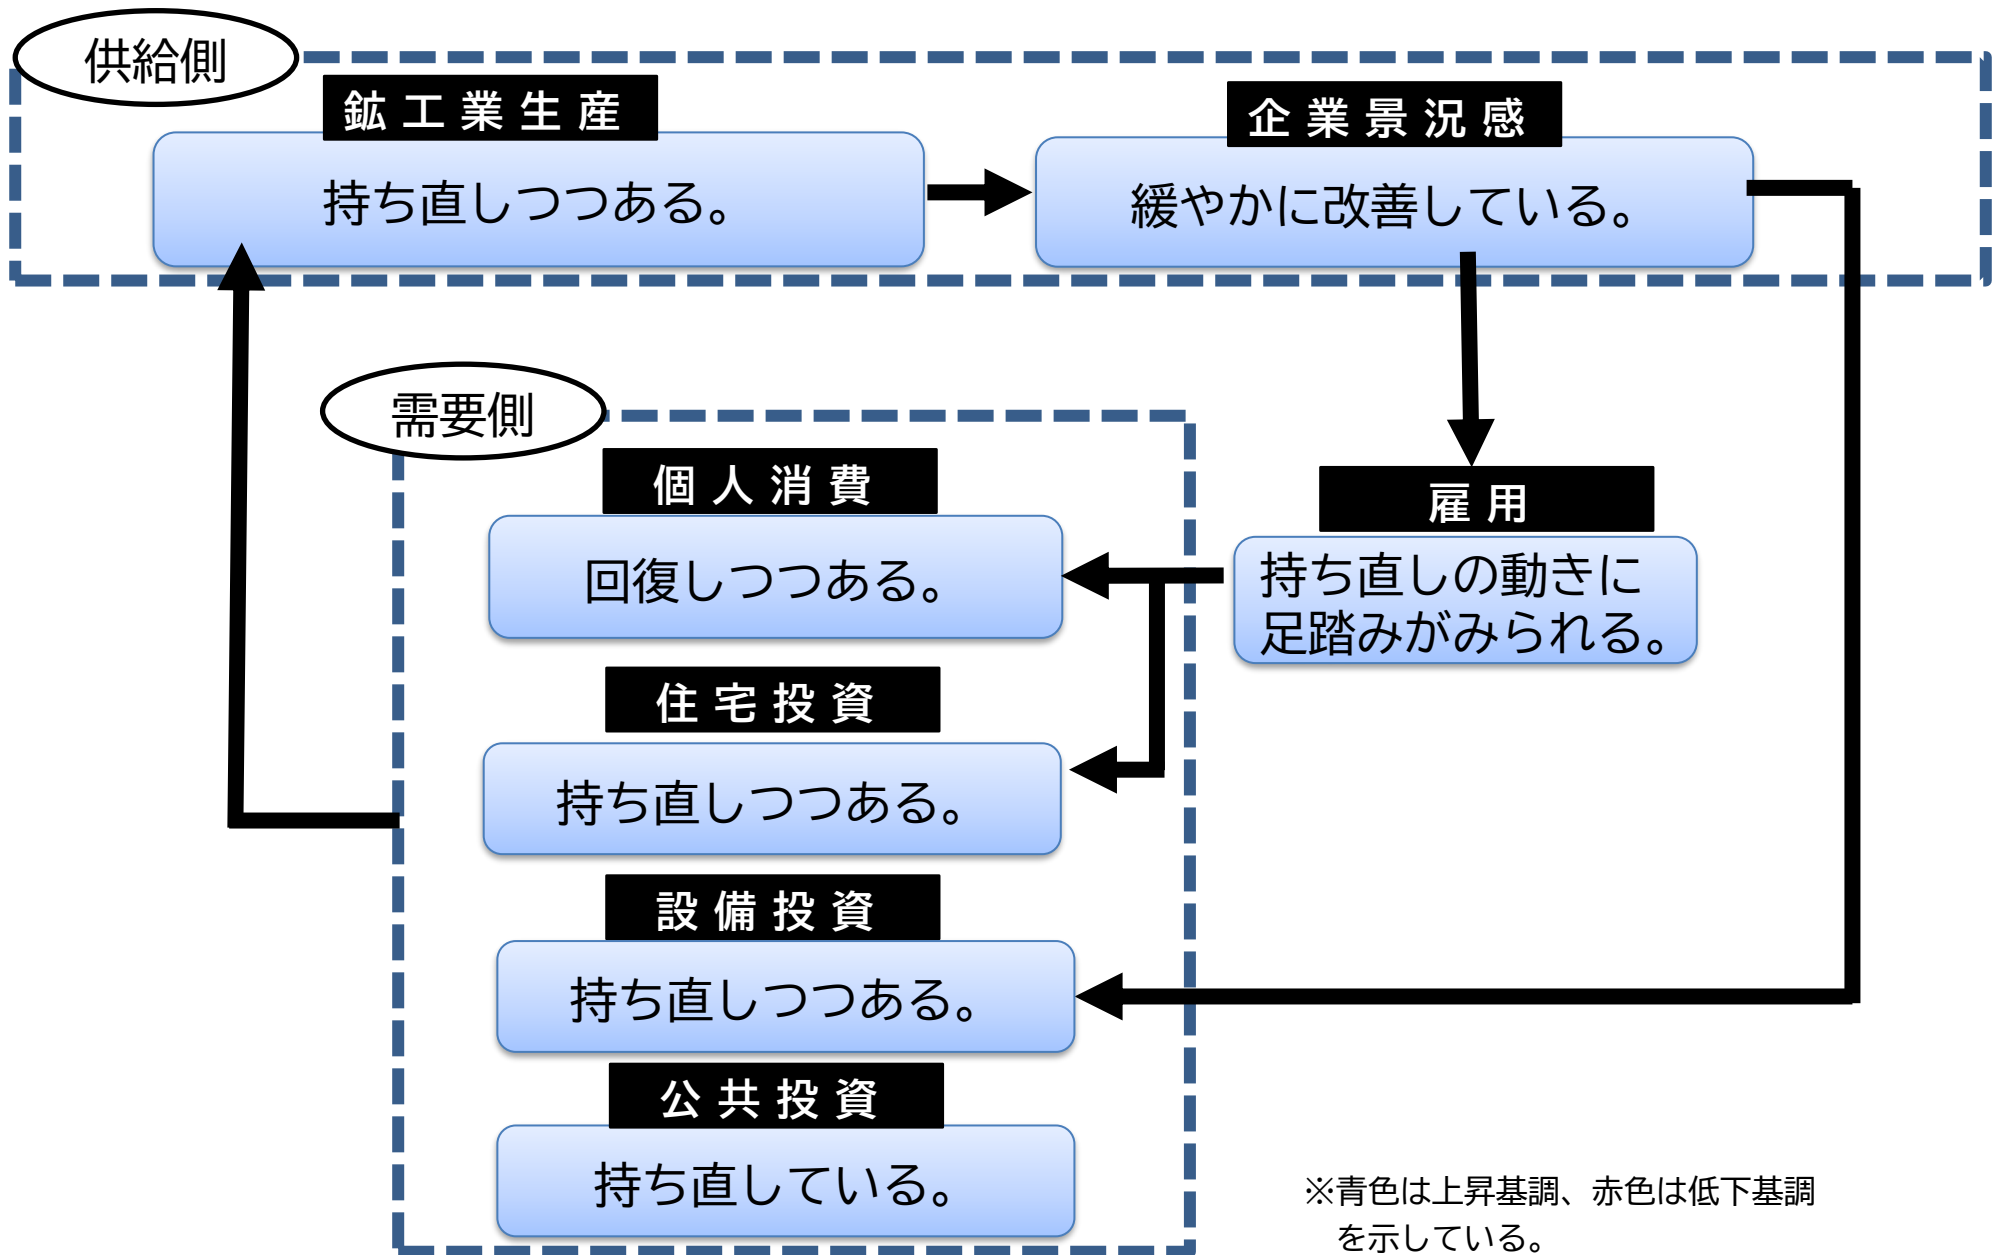 供給側
鉱工業生産
持ち直しつつある。
企業景況感
緩やかに改善している。
需要側
個人消費
回復しつつある。
雇用
持ち直しの動きに
足踏みがみられる。
住宅投資
持ち直しつつある。
設備投資
持ち直しつつある。
公共投資
持ち直している。
※青色は上昇基調、赤色は低下基調
を示している。